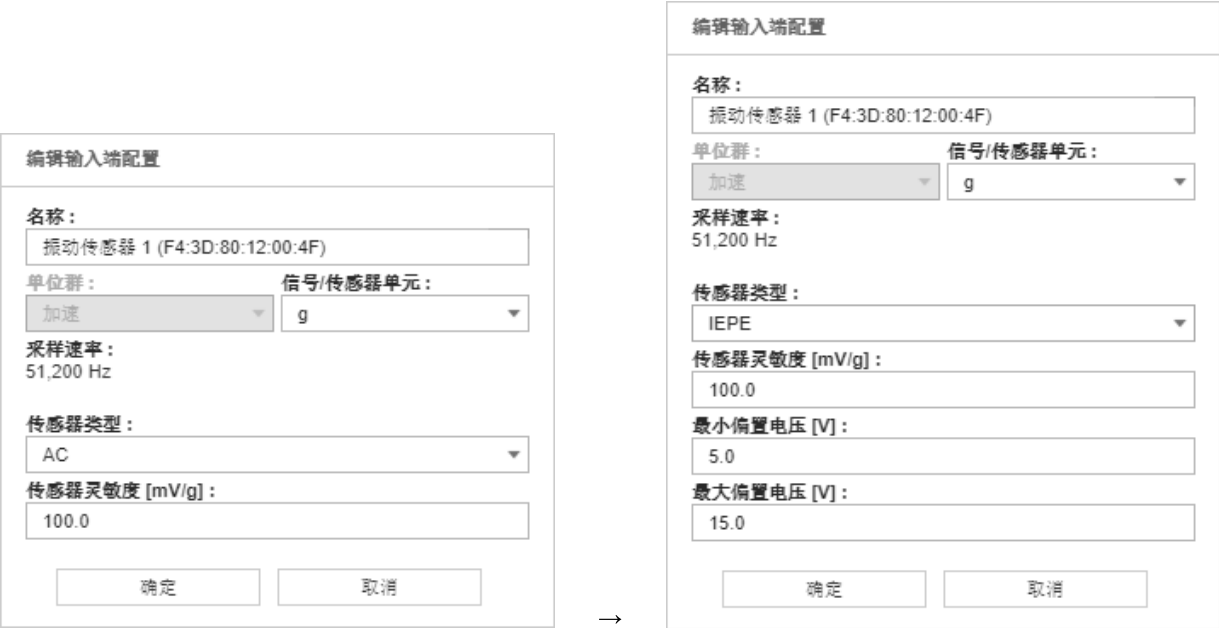 编辑输入端配置
名称：
振动传感器 1 (F4:3D:80:12:00:4F)
单位群： 信号/传感器单元：
加速 g
采样速率：
51,200 Hz
传感器类型：
AC
传感器灵敏度 [mV/g]：
100.0
确定 取消
→
编辑输入端配置
名称：
振动传感器 1 (F4:3D:80:12:00:4F)
单位群： 信号/传感器单元：
加速 g
采样速率：
51,200 Hz
传感器类型：
IEPE
传感器灵敏度 [mV/g]：
100.0
最小偏置电压 [V]：
5.0
最大偏置电压 [V]：
15.0
确定 取消